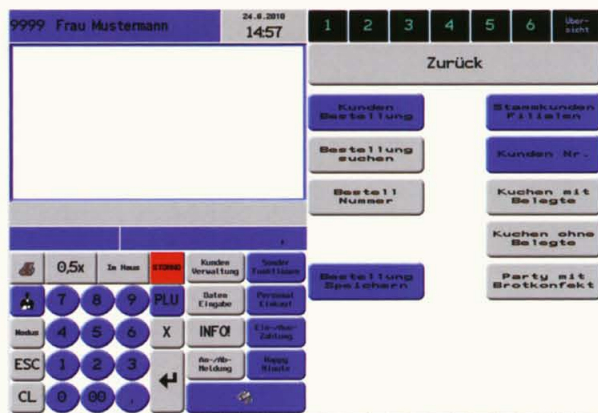 9999 Frau Mustermann
24.6.2010
14:57
1 2 3 4 5 6 Über-
sicht
Zurück
Kunden
Bestellung
Stammkunden
Filialen
Bestellung
suchen
Kunden Nr.
Bestell
Nummer
Kuchen mit
Belegte
Kuchen ohne
Belegte
Bestellung
Speichern
Party mit
Brotkonfekt
0,5x
Im Haus
STORNO
Kunden
Verwaltung
Sonder
funktionen
7 8 9 PLU
Daten
Eingabe
Personal
Einkauf
Modus
4 5 6 X
INFO!
Ein-/Aus-
Zahlung
ESC 1 2 3
An-/Ab-
Meldung
Happy
Minute
CL 0 00 .